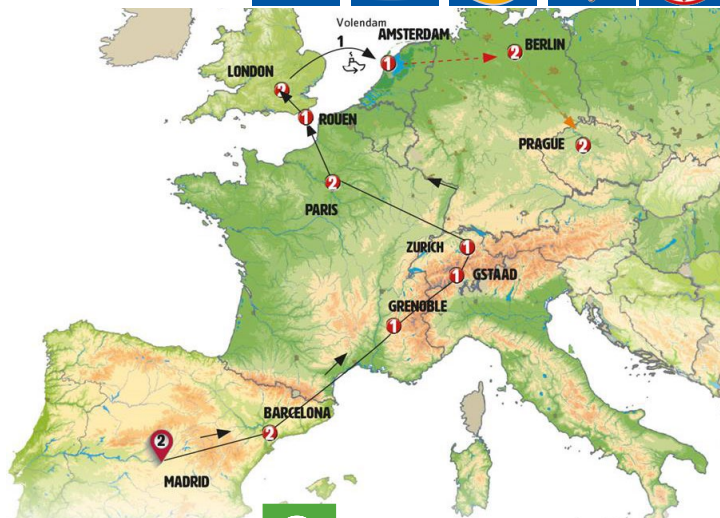 Volendam
1
AMSTERDAM
1
BERLIN
2
LONDON
2
1
ROUEN
PRAGUE
2
2
PARIS
ZURICH
1
1
GSTAAD
GRENOBLE
1
BARCELONA
2
2
MADRID